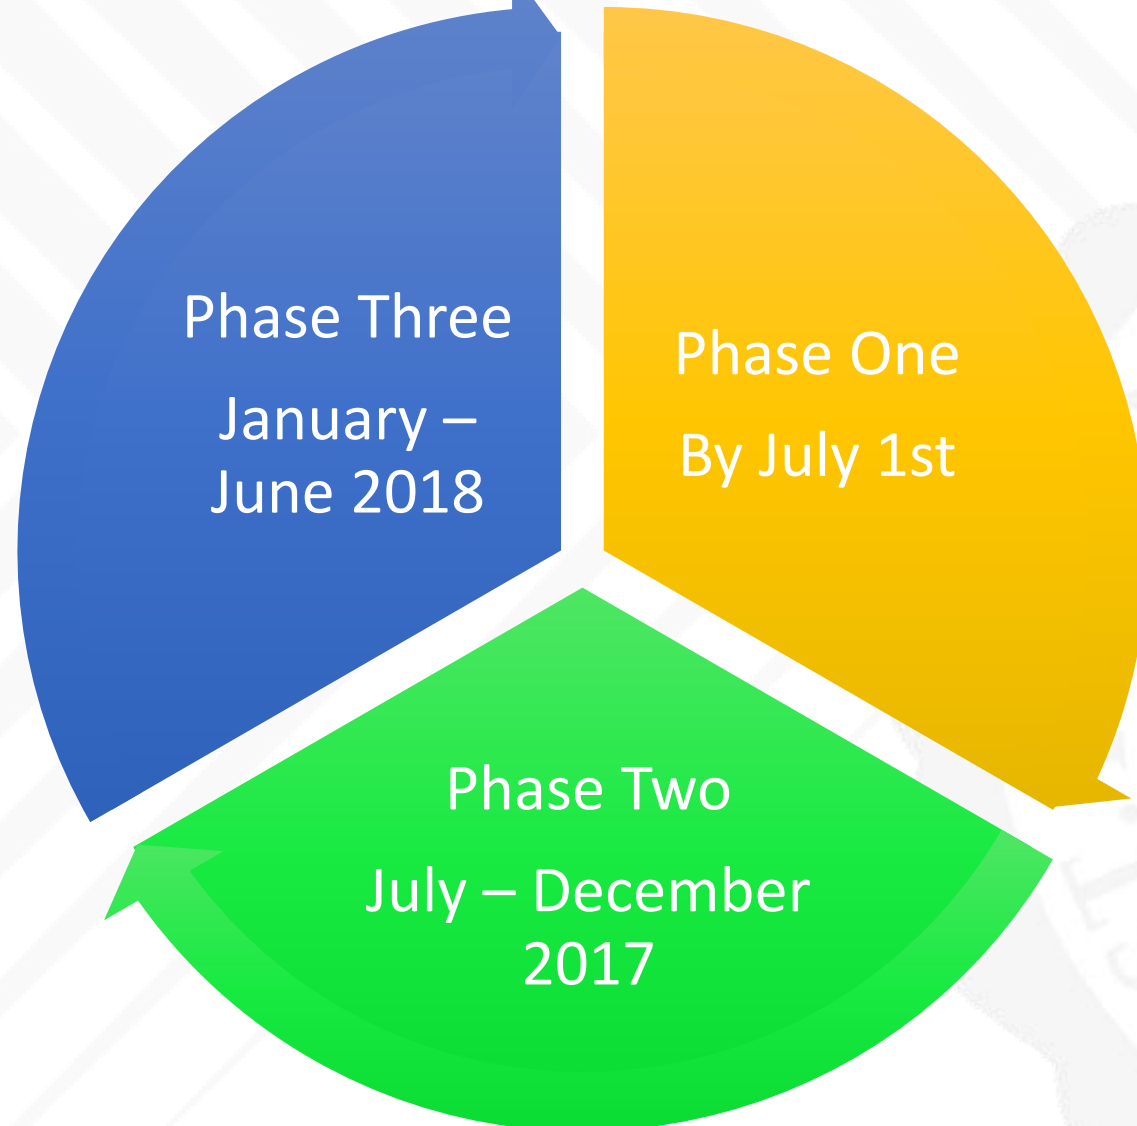 Phase Three
January –
June 2018
Phase One
By July 1st
Phase Two
July – December
2017